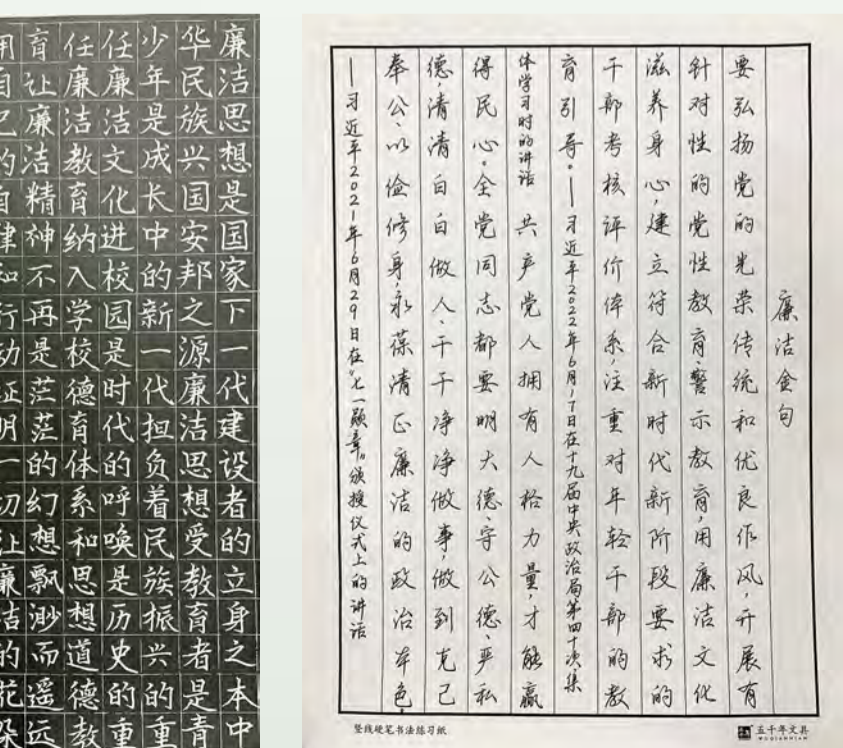 廉洁思想是国家下一代建设者的立身之本中
华民族兴国安邦之源廉洁思想受教育者是青
少年是成长中的新一代担负着民族振兴的重
任廉洁文化进校园是时代的呼唤是历史的重
任廉洁教育纳入学校德育体系和思想道德教
育让廉洁精神不再是茫茫的幻想飘渺而遥远
用自己的自律和行动证明一切让廉洁的花朵
廉洁金句
要弘扬党的光荣传统和优良作风,开展有
针对性的党性教育、警示教育,用廉洁文化
滋养身心,建立符合新时代新阶段要求的
干部考核评价体系,注重对年轻干部的教
育引导。——习近平2022年6月17日在十九届中央政治局第四十次集
体学习时的讲话 共产党人拥有人格力量才能赢
得民心。全党同志都要明大德、守公德、严私
德,清清白白做人、干干净净做事,做到克己
奉公、以俭修身,永葆清正廉洁的政治本色。
——习近平2021年6月29日在“七一勋章”颁授仪式上的讲话
竖线硬笔书法练习纸
五千年文具
WUQIANNIAN